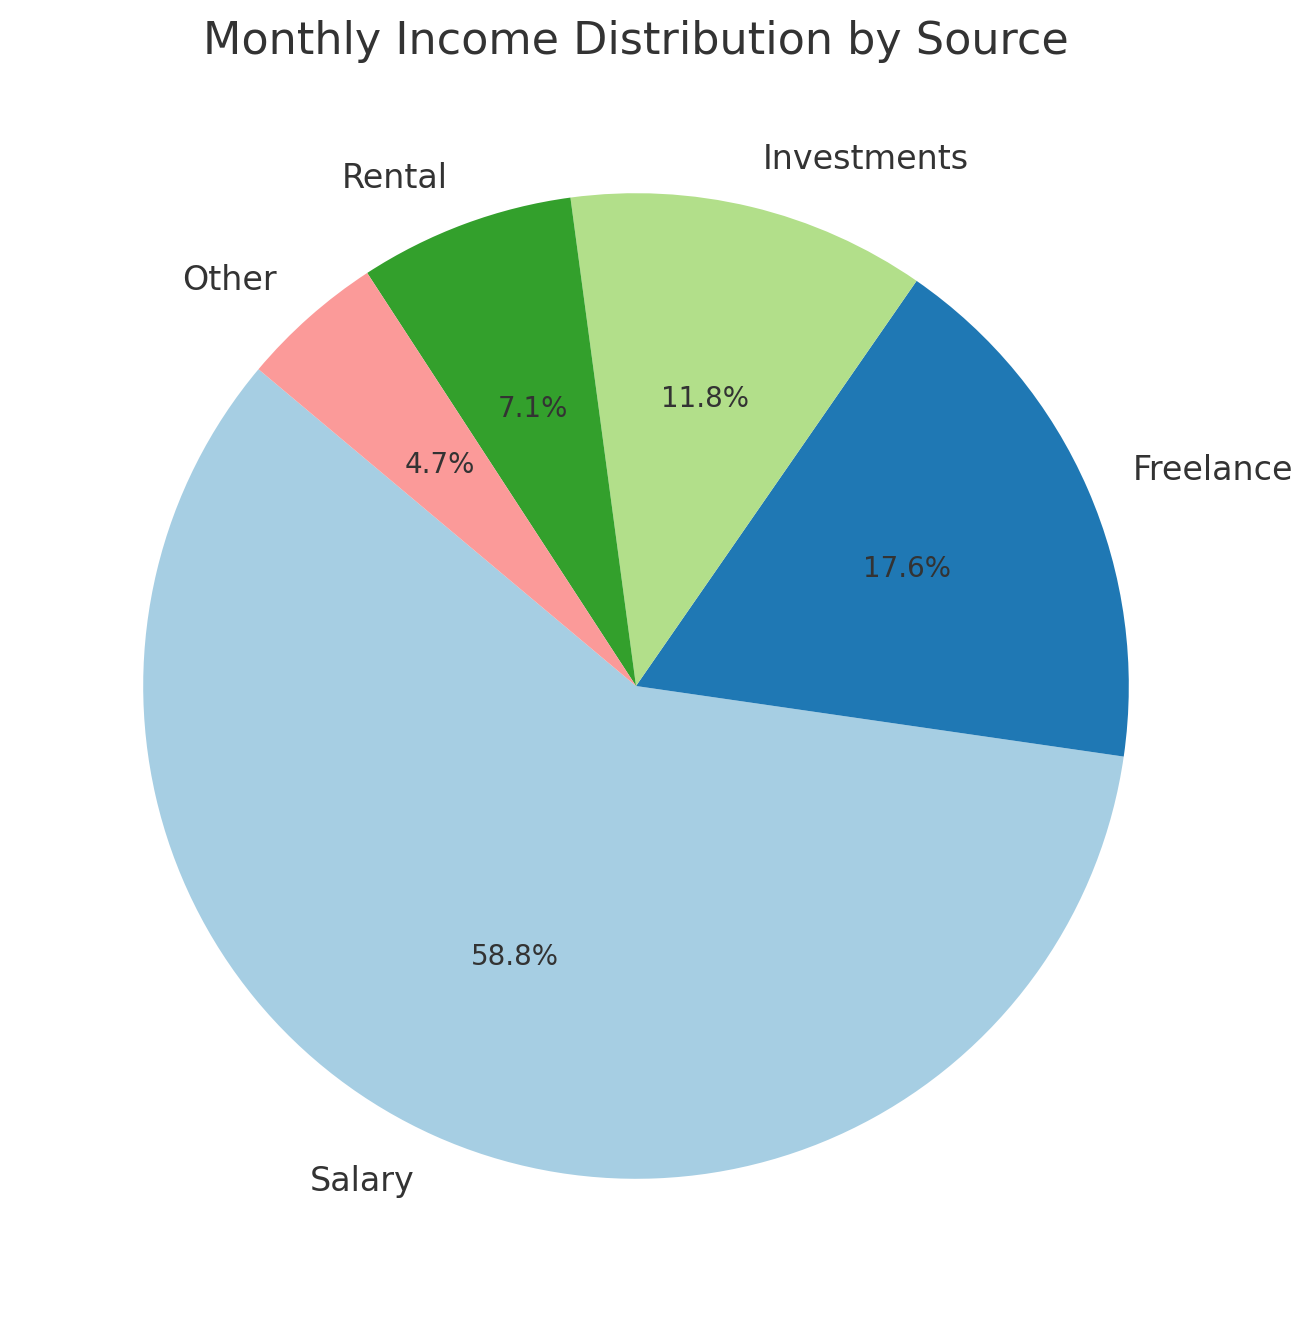 Monthly Income Distribution by Source
Investments
Rental
Other
11.8%
7.1%
4.7%
Freelance
17.6%
58.8%
Salary